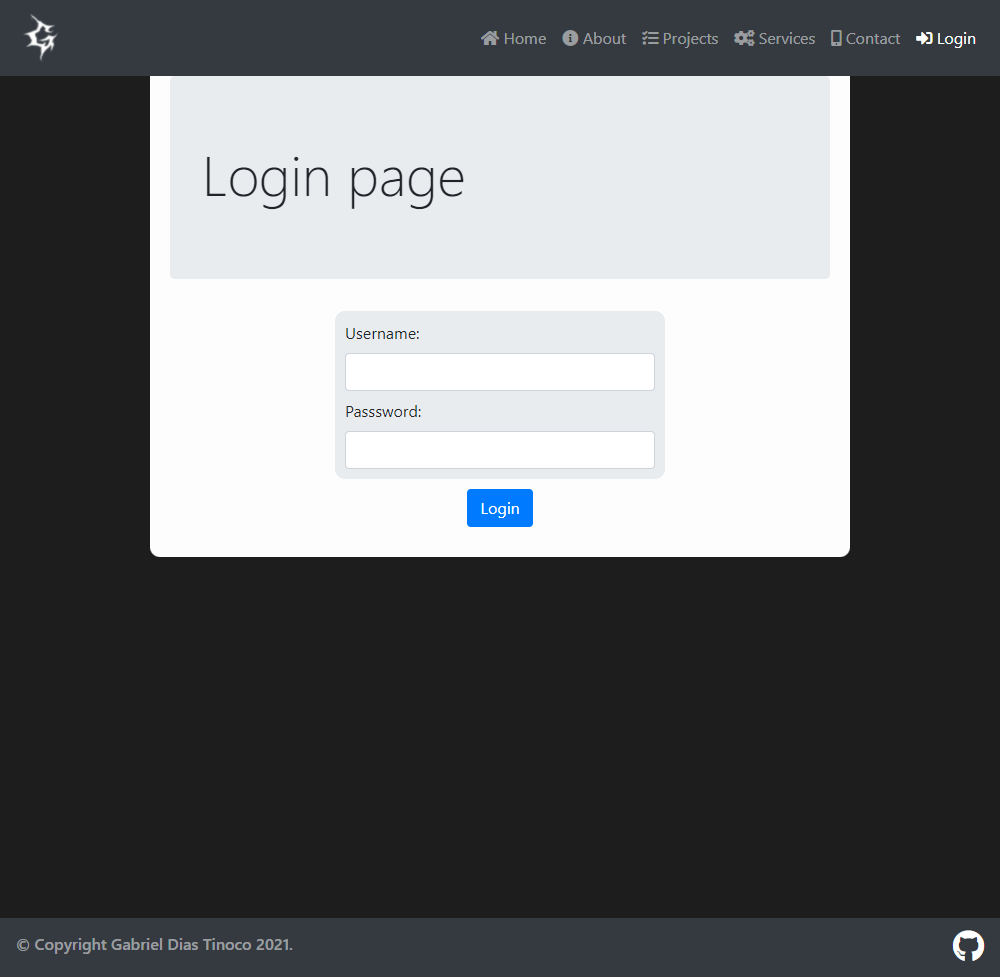 Home About Projects Services Contact Login
Login page
Username:
Passsword:
Login
© Copyright Gabriel Dias Tinoco 2021.